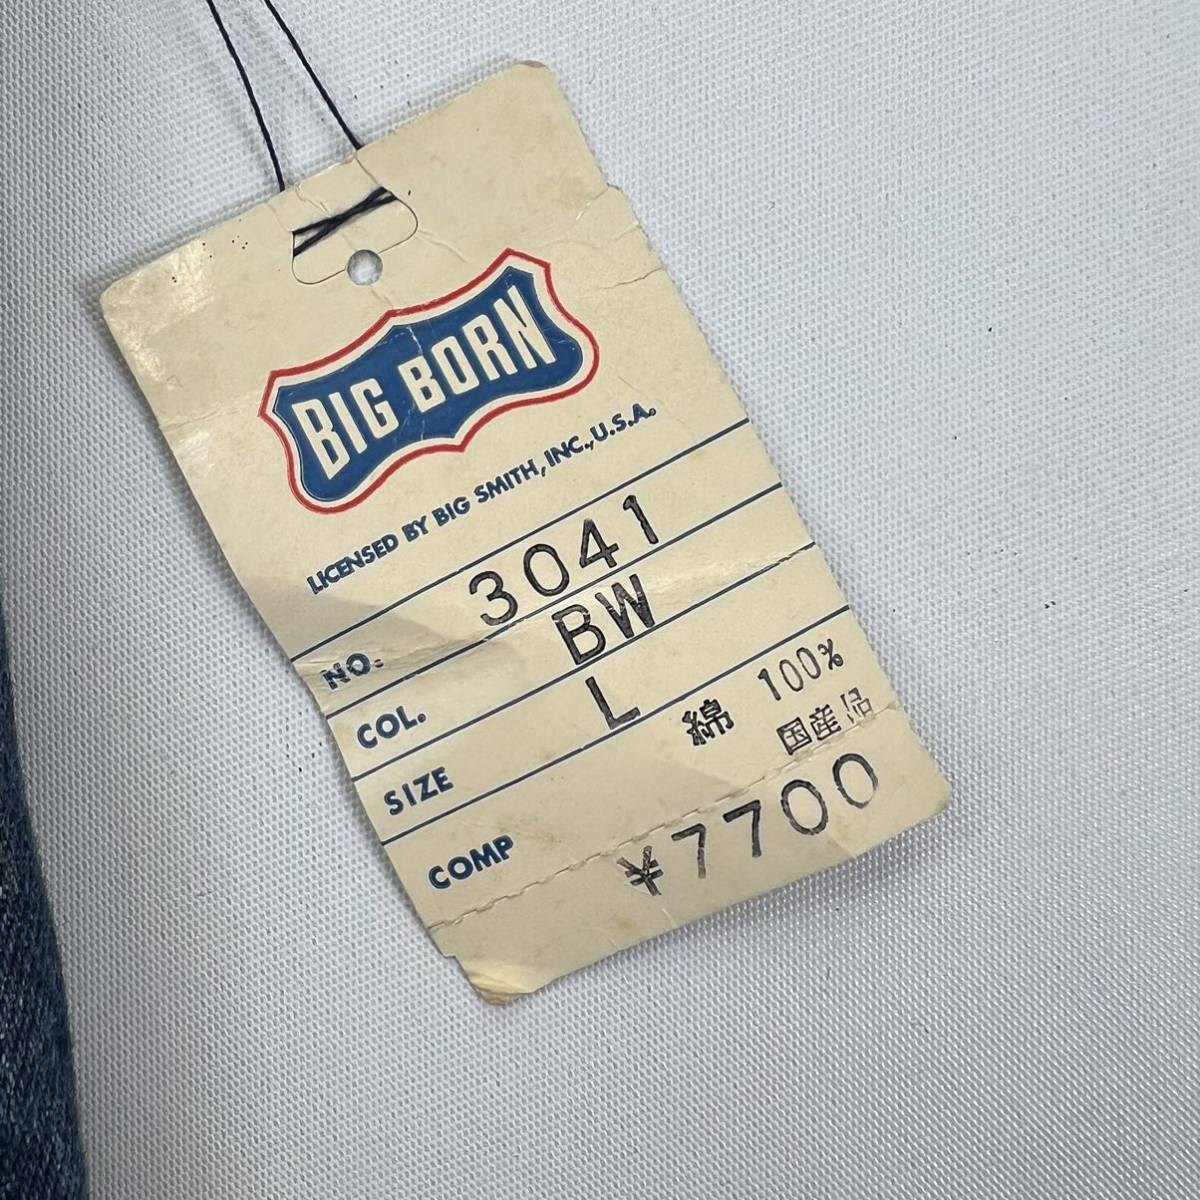 BIG BORN
LICENSED BY BIG SMITH, INC., U.S.A.
NO. 3041
COL. BW
SIZE L
COMP 綿 100%
国産品
¥7700